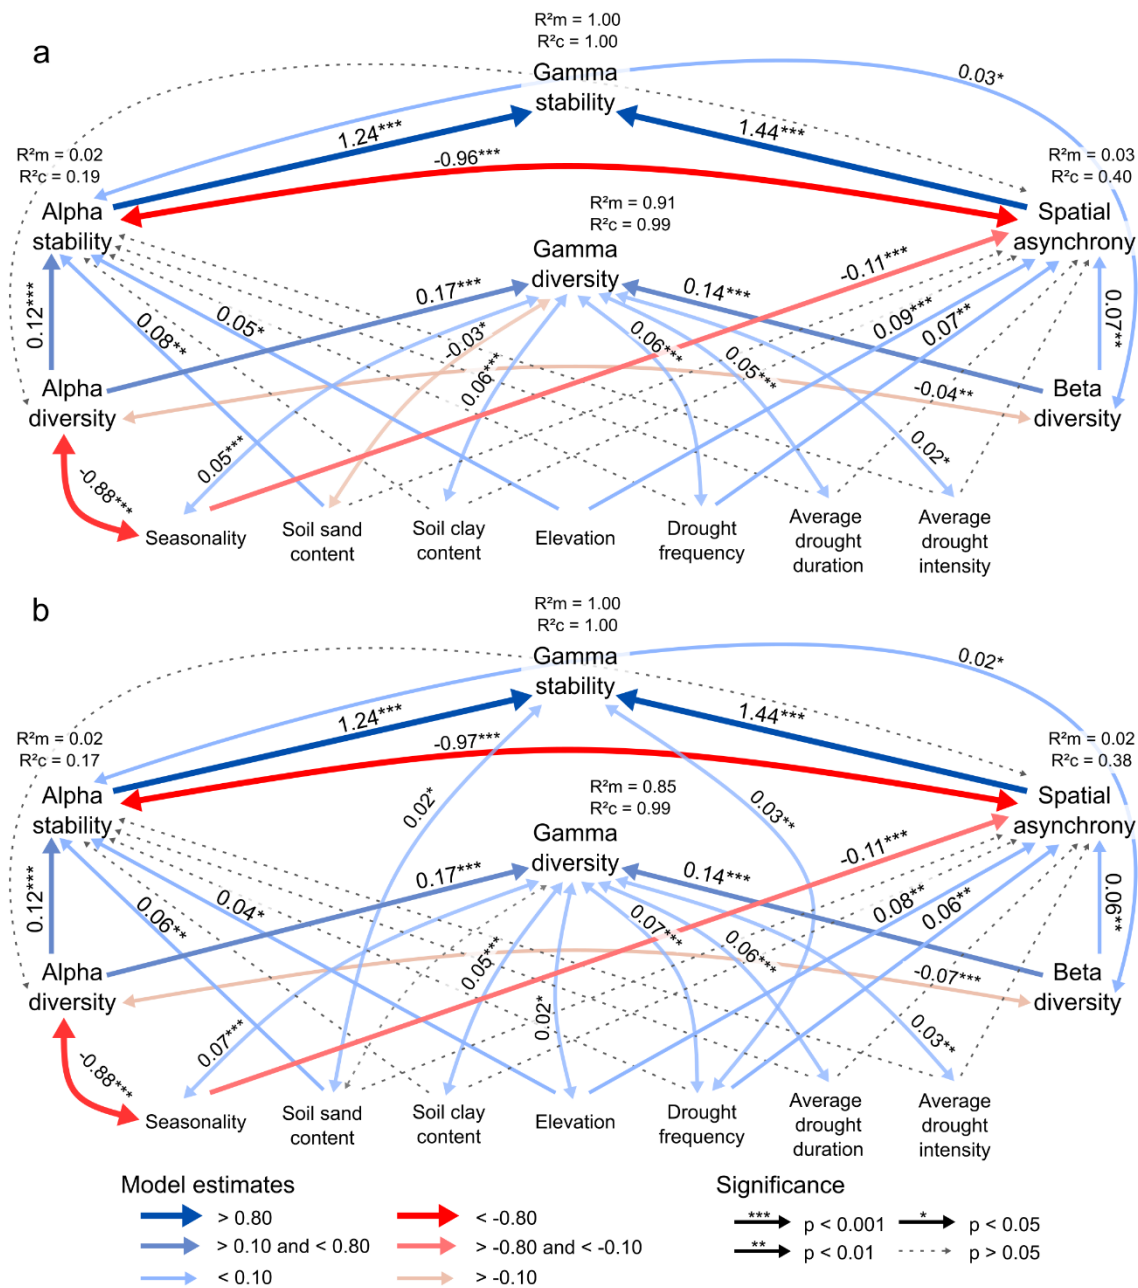 R²m = 1.00
R²c = 1.00
a
Gamma
stability
0.03*
1.24***
1.44***
-0.96***
R²m = 0.02
R²c = 0.19
R²m = 0.03
R²c = 0.40
R²m = 0.91
R²c = 0.99
Alpha
stability
Spatial
asynchrony
Gamma
diversity
-0.11***
0.12***
0.17***
0.14***
0.09***
0.07**
0.07**
0.08**
0.05*
-0.03*
0.06***
0.06***
0.05***
-0.04**
Alpha
diversity
Beta
diversity
0.05***
0.02*
-0.88***
Seasonality
Soil sand
content
Soil clay
content
Elevation
Drought
frequency
Average
drought
duration
Average
drought
intensity
b
R²m = 1.00
R²c = 1.00
Gamma
stability
0.02*
1.24***
1.44***
-0.97***
R²m = 0.02
R²c = 0.17
R²m = 0.02
R²c = 0.38
R²m = 0.85
R²c = 0.99
Alpha
stability
Spatial
asynchrony
0.02*
0.03**
Gamma
diversity
-0.11***
0.12***
0.17***
0.14***
0.08**
0.06**
0.06**
0.06**
0.04*
0.05***
0.02*
0.07***
0.06***
-0.07***
Alpha
diversity
Beta
diversity
0.07***
0.03**
-0.88***
Seasonality
Soil sand
content
Soil clay
content
Elevation
Drought
frequency
Average
drought
duration
Average
drought
intensity
Model estimates
> 0.80
< -0.80
> 0.10 and < 0.80
> -0.80 and < -0.10
< 0.10
> -0.10
Significance
*** p < 0.001
* p < 0.05
** p < 0.01
p > 0.05